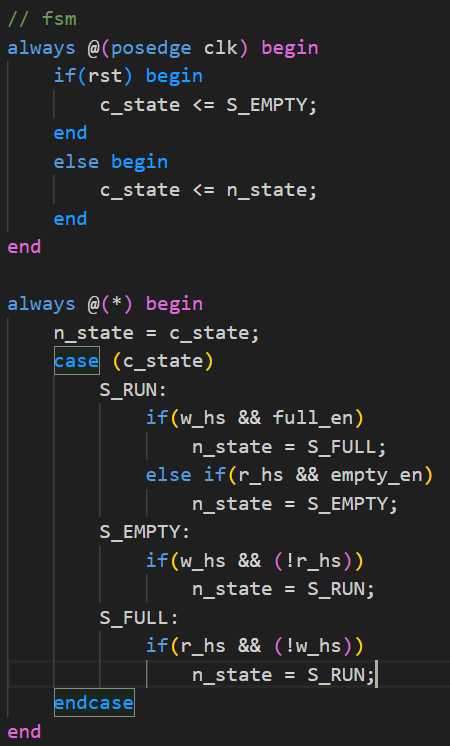 // fsm
always @(posedge clk) begin
    if(rst) begin
        c_state <= S_EMPTY;
    end
    else begin
        c_state <= n_state;
    end
end

always @(*) begin
    n_state = c_state;
    case (c_state)
        S_RUN:
            if(w_hs && full_en)
                n_state = S_FULL;
            else if(r_hs && empty_en)
                n_state = S_EMPTY;
        S_EMPTY:
            if(w_hs && (!r_hs))
                n_state = S_RUN;
        S_FULL:
            if(r_hs && (!w_hs))
                n_state = S_RUN;
    endcase
end